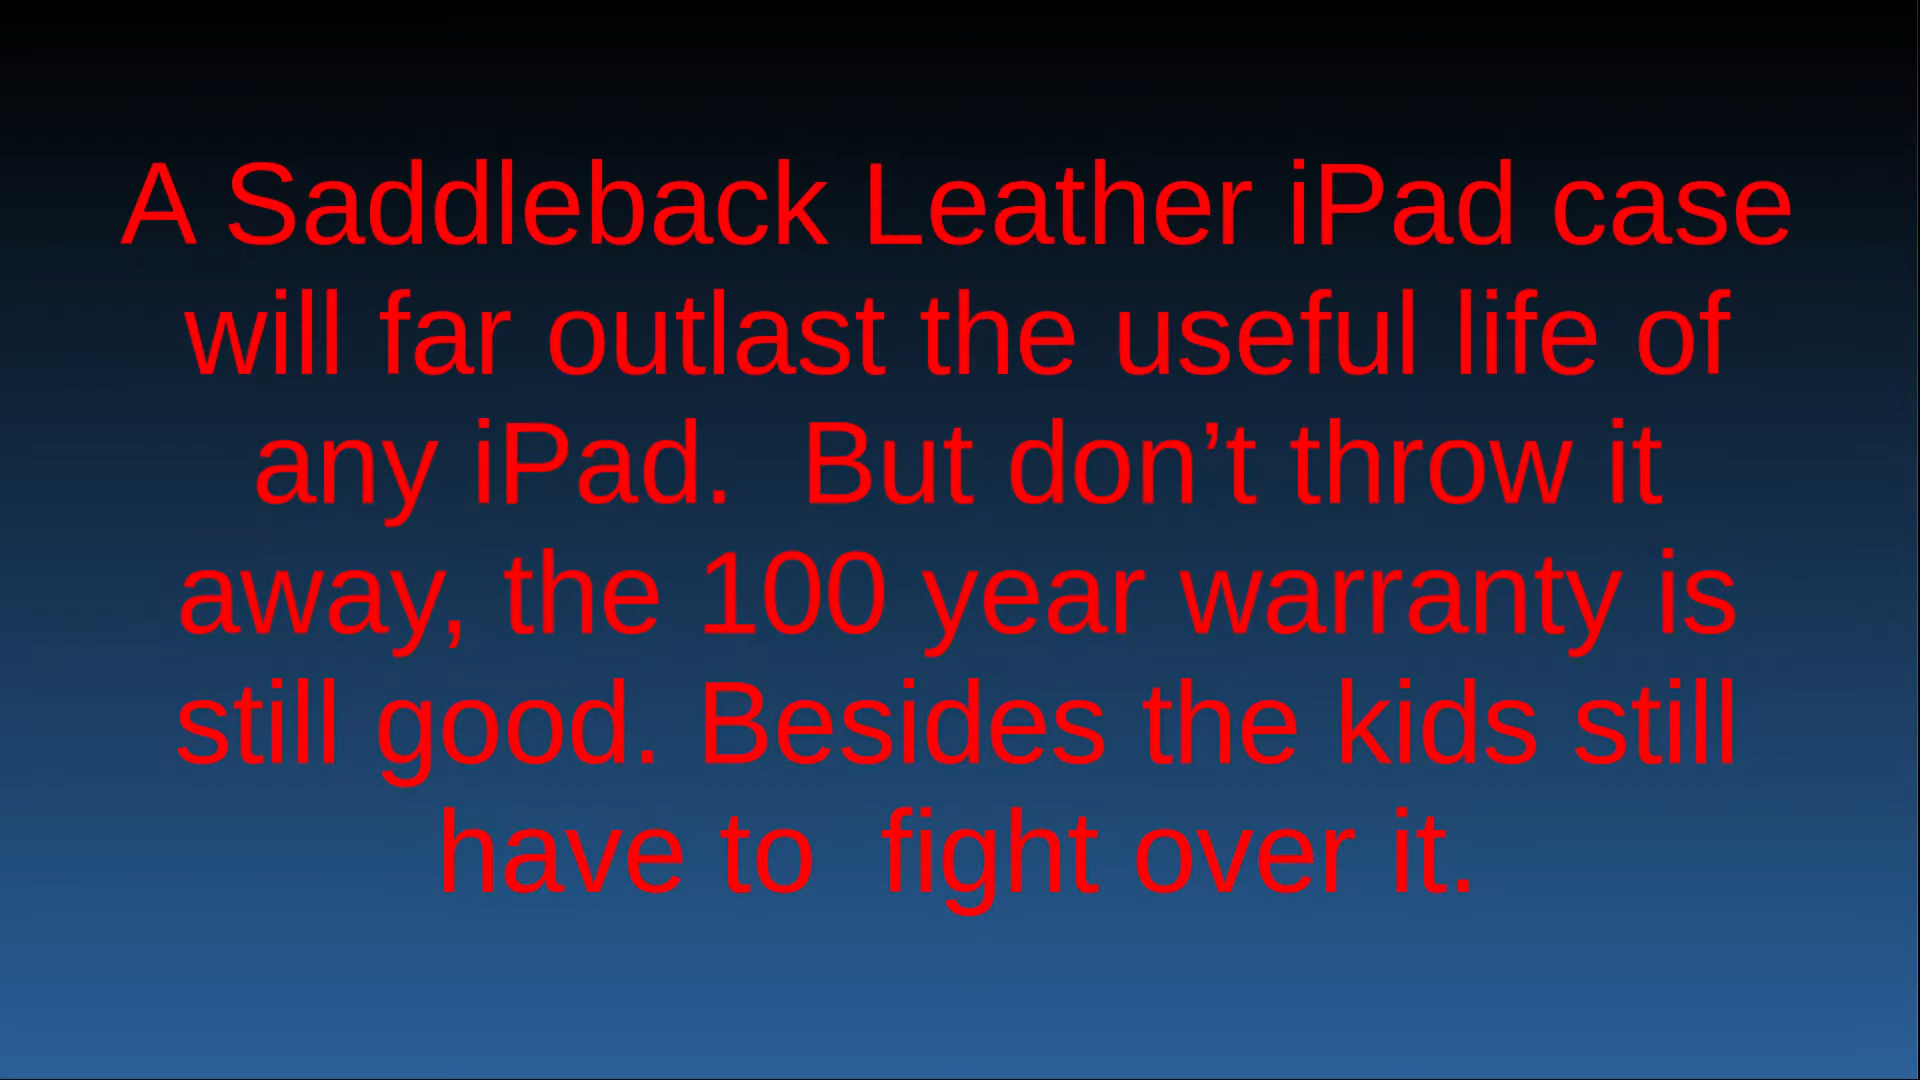 A Saddleback Leather iPad case
will far outlast the useful life of
any iPad.  But don’t throw it
away, the 100 year warranty is
still good. Besides the kids still
have to  fight over it.